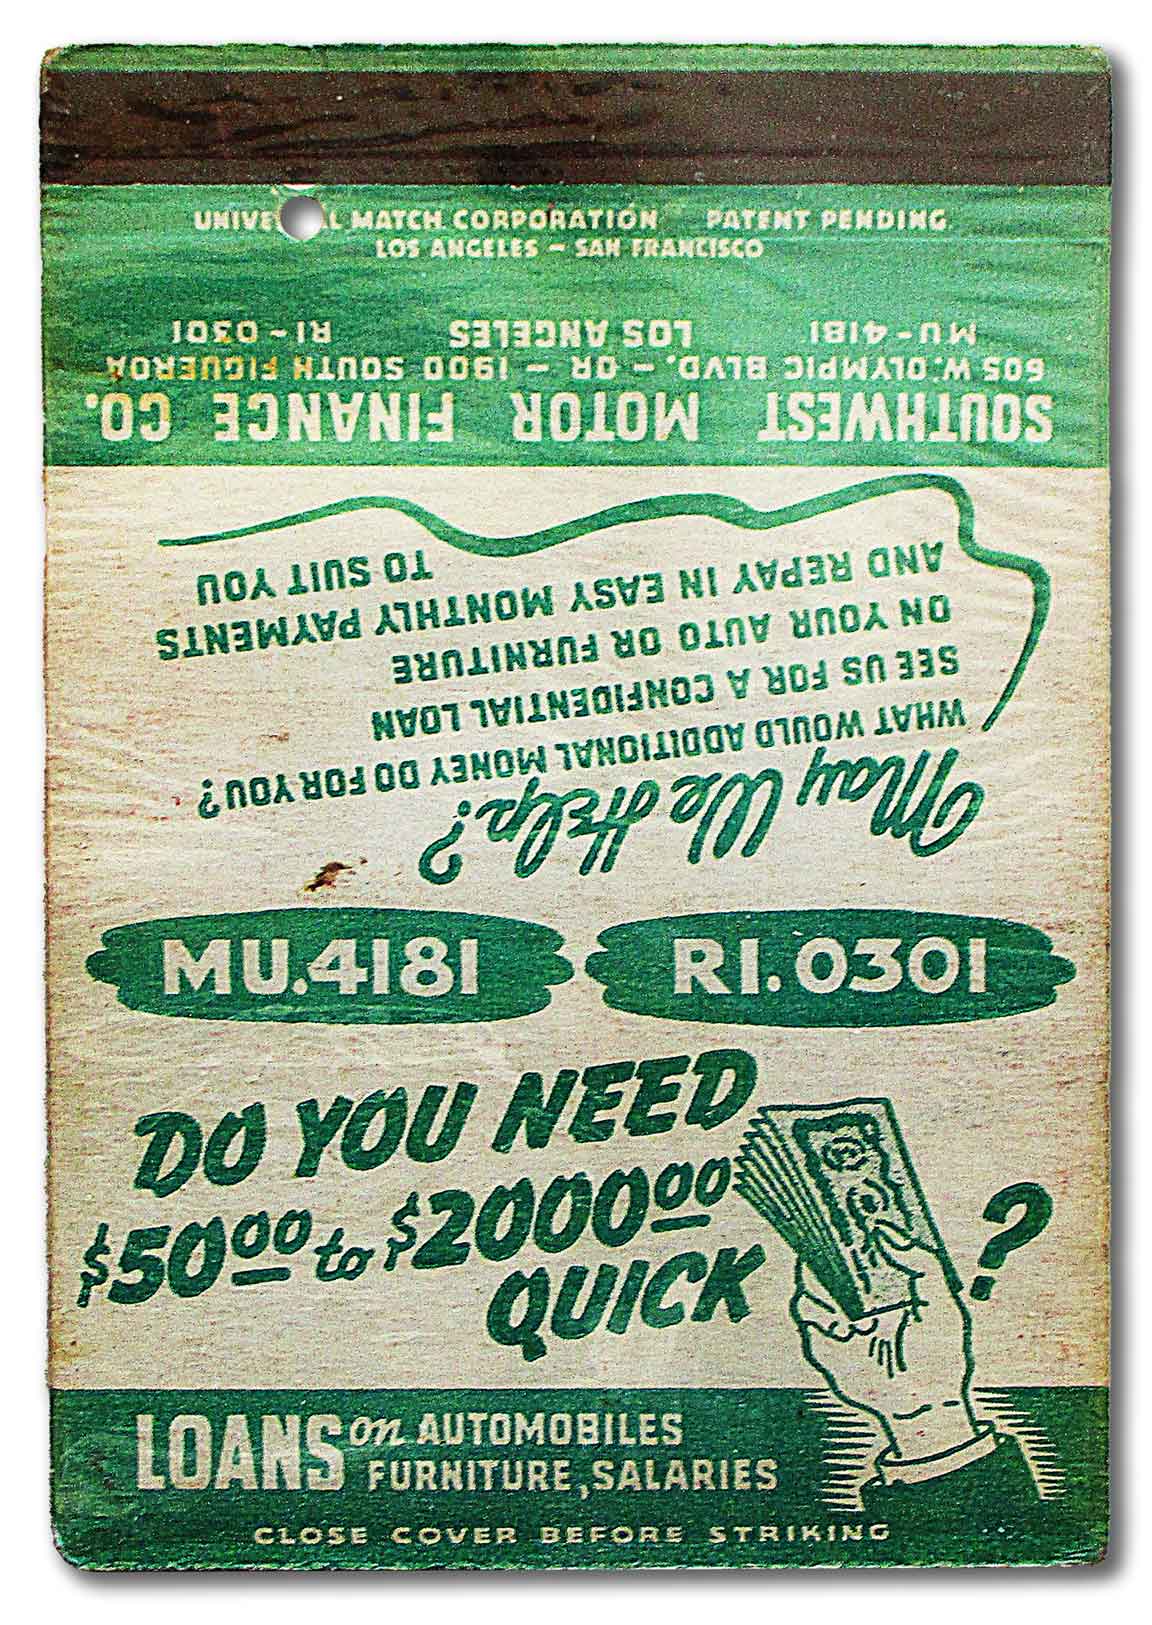 UNIVE AL MATCH CORPORATION PATENT PENDING
LOS ANGELES - SAN FRANCISCO
SOUTHWEST MOTOR FINANCE CO.
605 W. OLYMPIC BLVD. - OR - 1900 SOUTH FIGUEROA
MU-4181 LOS ANGELES RI-0301
May We Help?
WHAT WOULD ADDITIONAL MONEY DO FOR YOU?
SEE US FOR A CONFIDENTIAL LOAN
ON YOUR AUTO OR FURNITURE
AND REPAY IN EASY MONTHLY PAYMENTS
TO SUIT YOU
MU.4181 RI.0301
DO YOU NEED
$50.00 to $2000.00
QUICK ?
LOANS on AUTOMOBILES
FURNITURE, SALARIES
CLOSE COVER BEFORE STRIKING